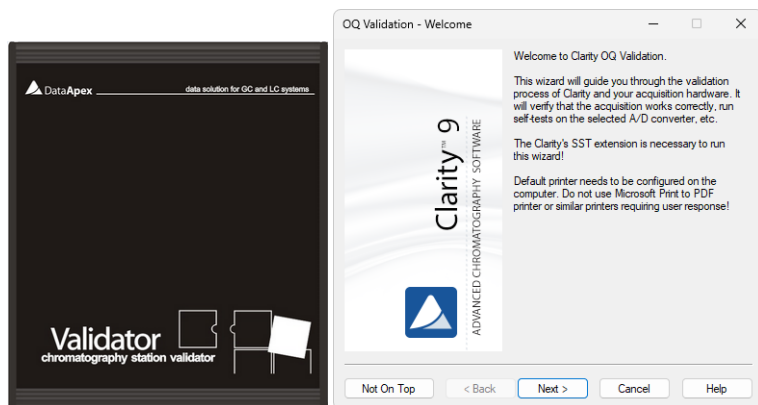 DataApex
data solution for GC and LC systems
Validator
chromatography station validator
OQ Validation - Welcome
Clarity™ 9
ADVANCED CHROMATOGRAPHY SOFTWARE
Welcome to Clarity OQ Validation.
This wizard will guide you through the validation
process of Clarity and your acquisition hardware. It
will verify that the acquisition works correctly, run
self-tests on the selected A/D converter, etc.
The Clarity's SST extension is necessary to run
this wizard!
Default printer needs to be configured on the
computer. Do not use Microsoft Print to PDF
printer or similar printers requiring user response!
Not On Top
< Back
Next >
Cancel
Help